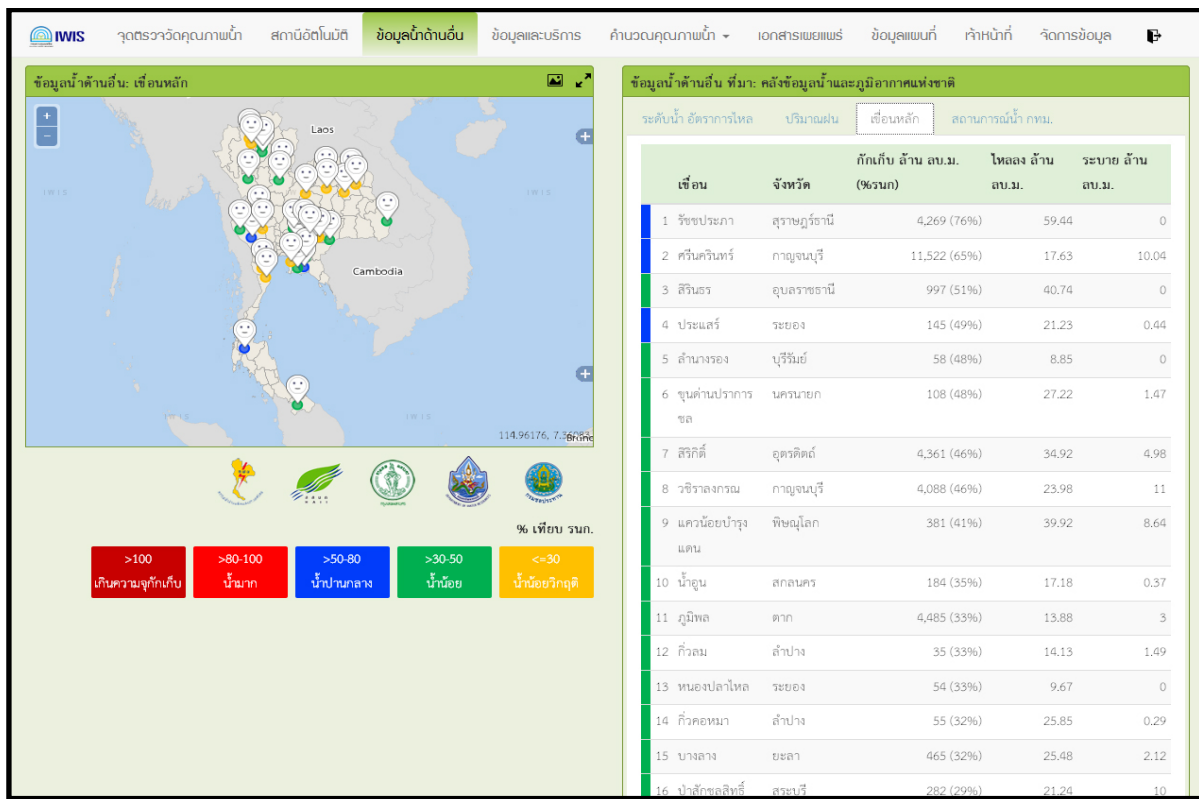 IWIS จุดตรวจวัดคุณภาพน้ำ สถานีอัตโนมัติ ข้อมูลน้ำด้านอื่น ข้อมูลและบริการ คำนวณคุณภาพน้ำ เอกสารเผยแพร่ ข้อมูลแผนที่ เจ้าหน้าที่ จัดการข้อมูล
ข้อมูลน้ำด้านอื่น: เขื่อนหลัก
+
−
Laos
IWIS
IWIS
Cambodia
IWIS
IWIS
114.96176,
% เทียบ รนก.
>100 >80-100 >50-80 >30-50 <=30
เกินความจุกักเก็บ น้ำมาก น้ำปานกลาง น้ำน้อย น้ำน้อยวิกฤติ
ข้อมูลน้ำด้านอื่น ที่มา: คลังข้อมูลน้ำและภูมิอากาศแห่งชาติ
ระดับน้ำ อัตราการไหล ปริมาณฝน เขื่อนหลัก สถานการณ์น้ำ กทม.
กักเก็บ ล้าน ลบ.ม. ไหลลง ล้าน ระบาย ล้าน
เขื่อน จังหวัด (%รนก) ลบ.ม. ลบ.ม.
1 รัชชประภา สุราษฎร์ธานี 4,269 (76%) 59.44 0
2 ศรีนครินทร์ กาญจนบุรี 11,522 (65%) 17.63 10.04
3 สิรินธร อุบลราชธานี 997 (51%) 40.74 0
4 ประแสร์ ระยอง 145 (49%) 21.23 0.44
5 ลำนางรอง บุรีรัมย์ 58 (48%) 8.85 0
6 ขุนด่านปราการ นครนายก 108 (48%) 27.22 1.47
ชล
7 สิริกิติ์ อุตรดิตถ์ 4,361 (46%) 34.92 4.98
8 วชิราลงกรณ กาญจนบุรี 4,088 (46%) 23.98 11
9 แควน้อยบำรุง พิษณุโลก 381 (41%) 39.92 8.64
แดน
10 น้ำอูน สกลนคร 184 (35%) 17.18 0.37
11 ภูมิพล ตาก 4,485 (33%) 13.88 3
12 กิ่วลม ลำปาง 35 (33%) 14.13 1.49
13 หนองปลาไหล ระยอง 54 (33%) 9.67 0
14 กิ่วคอหมา ลำปาง 55 (32%) 25.85 0.29
15 บางลาง ยะลา 465 (32%) 25.48 2.12
16 ป่าสักชลสิทธิ์ สระบุรี 282 (29%) 21.24 10